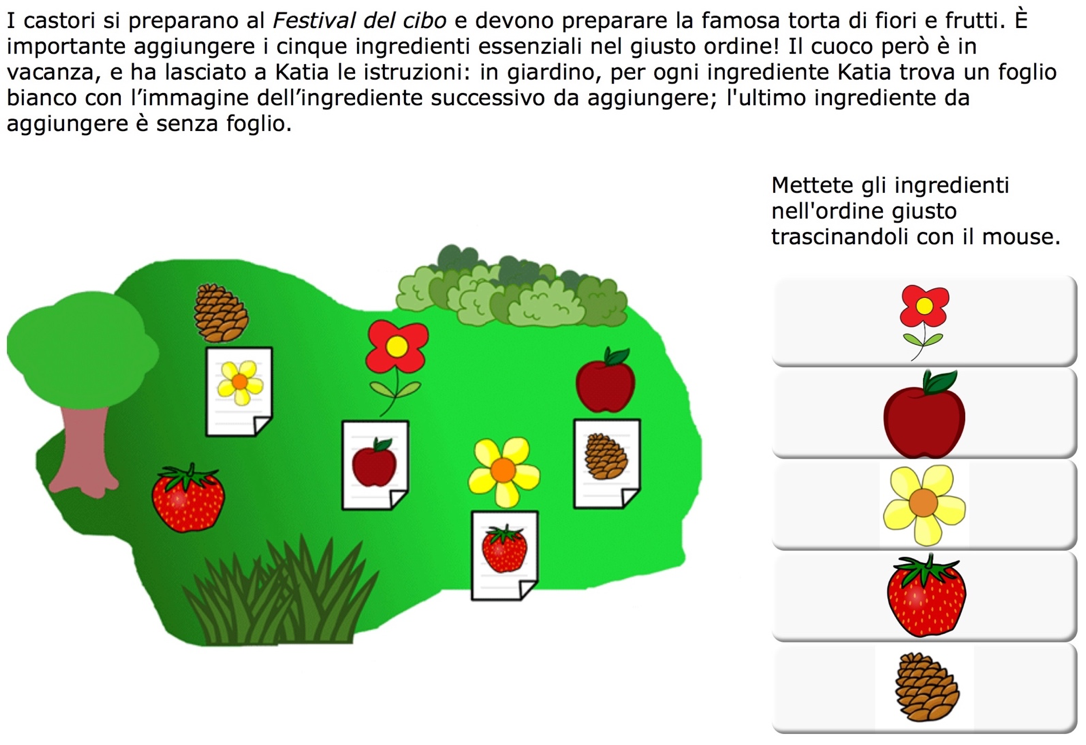 I castori si preparano al Festival del cibo e devono preparare la famosa torta di fiori e frutti. È
importante aggiungere i cinque ingredienti essenziali nel giusto ordine! Il cuoco però è in
vacanza, e ha lasciato a Katia le istruzioni: in giardino, per ogni ingrediente Katia trova un foglio
bianco con l’immagine dell’ingrediente successivo da aggiungere; l'ultimo ingrediente da
aggiungere è senza foglio.
Mettete gli ingredienti
nell'ordine giusto
trascinandoli con il mouse.